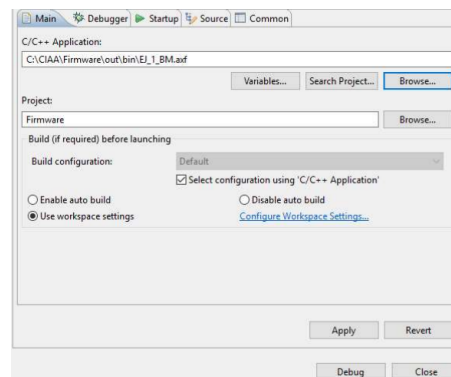 Main Debugger Startup Source Common
C/C++ Application:
C:\CIAA\Firmware\out\bin\EJ_1_BM.axf
Variables... Search Project... Browse...
Project:
Firmware Browse...
Build (if required) before launching
Build configuration: Default
Select configuration using 'C/C++ Application'
Enable auto build Disable auto build
Use workspace settings Configure Workspace Settings...
Apply Revert
Debug Close